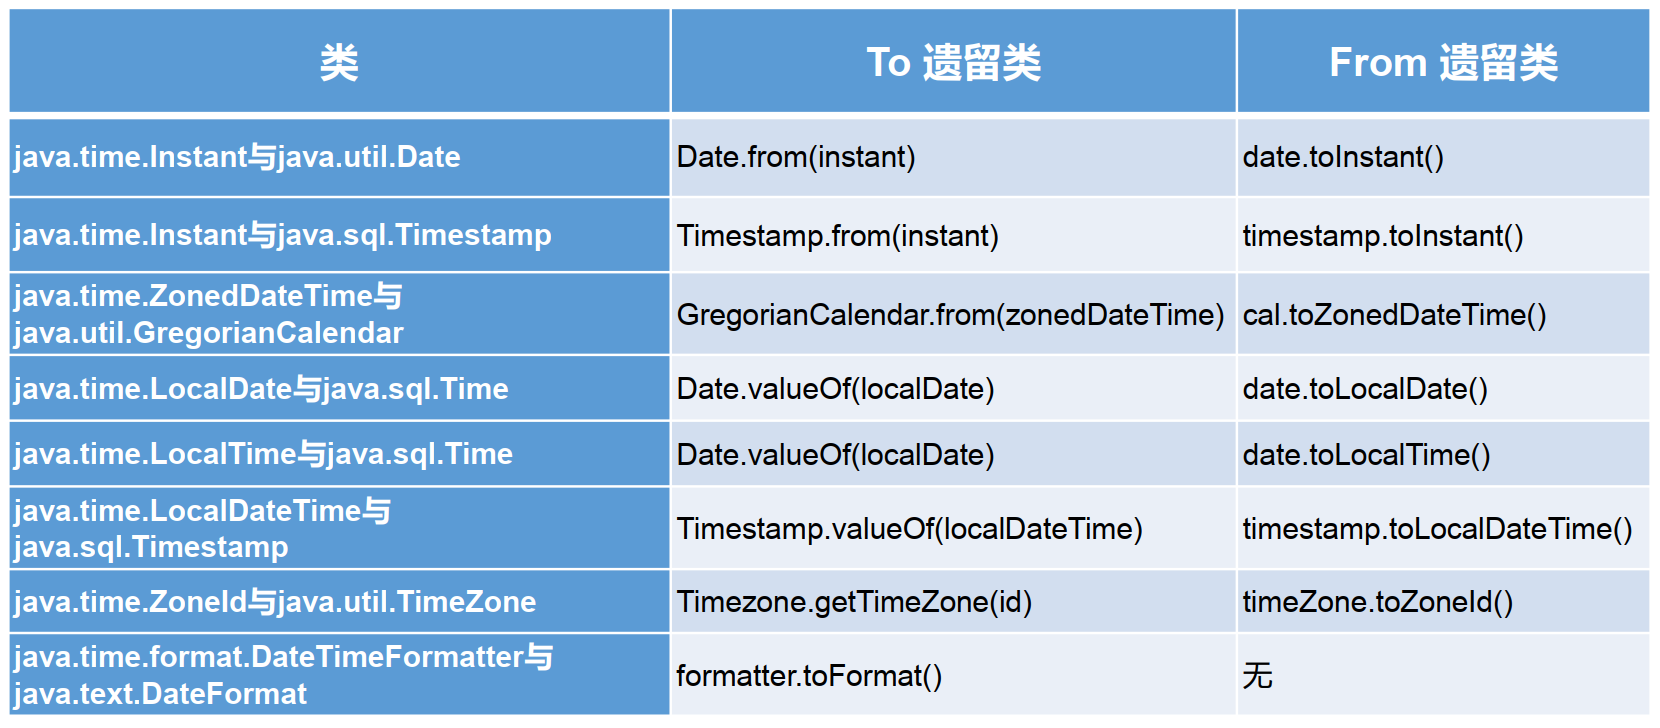 类 To 遗留类 From 遗留类
java.time.Instant与java.util.Date Date.from(instant) date.toInstant()
java.time.Instant与java.sql.Timestamp Timestamp.from(instant) timestamp.toInstant()
java.time.ZonedDateTime与
java.util.GregorianCalendar GregorianCalendar.from(zonedDateTime) cal.toZonedDateTime()
java.time.LocalDate与java.sql.Time Date.valueOf(localDate) date.toLocalDate()
java.time.LocalTime与java.sql.Time Date.valueOf(localDate) date.toLocalTime()
java.time.LocalDateTime与
java.sql.Timestamp Timestamp.valueOf(localDateTime) timestamp.toLocalDateTime()
java.time.ZoneId与java.util.TimeZone Timezone.getTimeZone(id) timeZone.toZoneId()
java.time.format.DateTimeFormatter与
java.text.DateFormat formatter.toFormat() 无